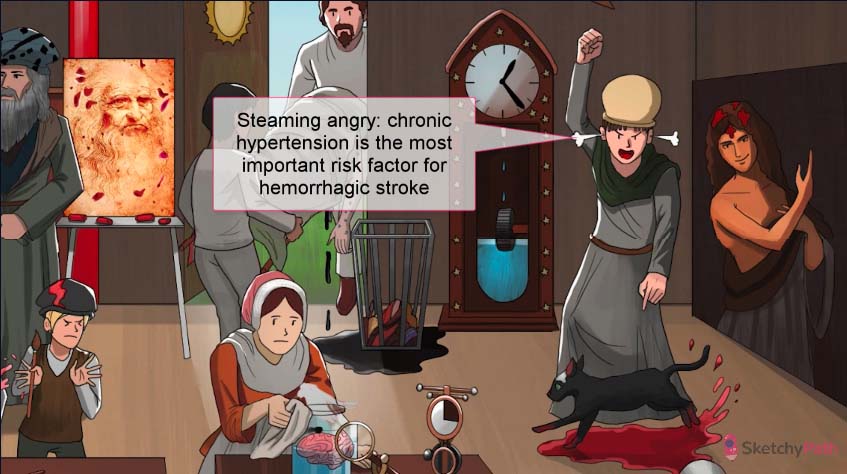 Steaming angry: chronic
hypertension is the most
important risk factor for
hemorrhagic stroke
SketchyPath